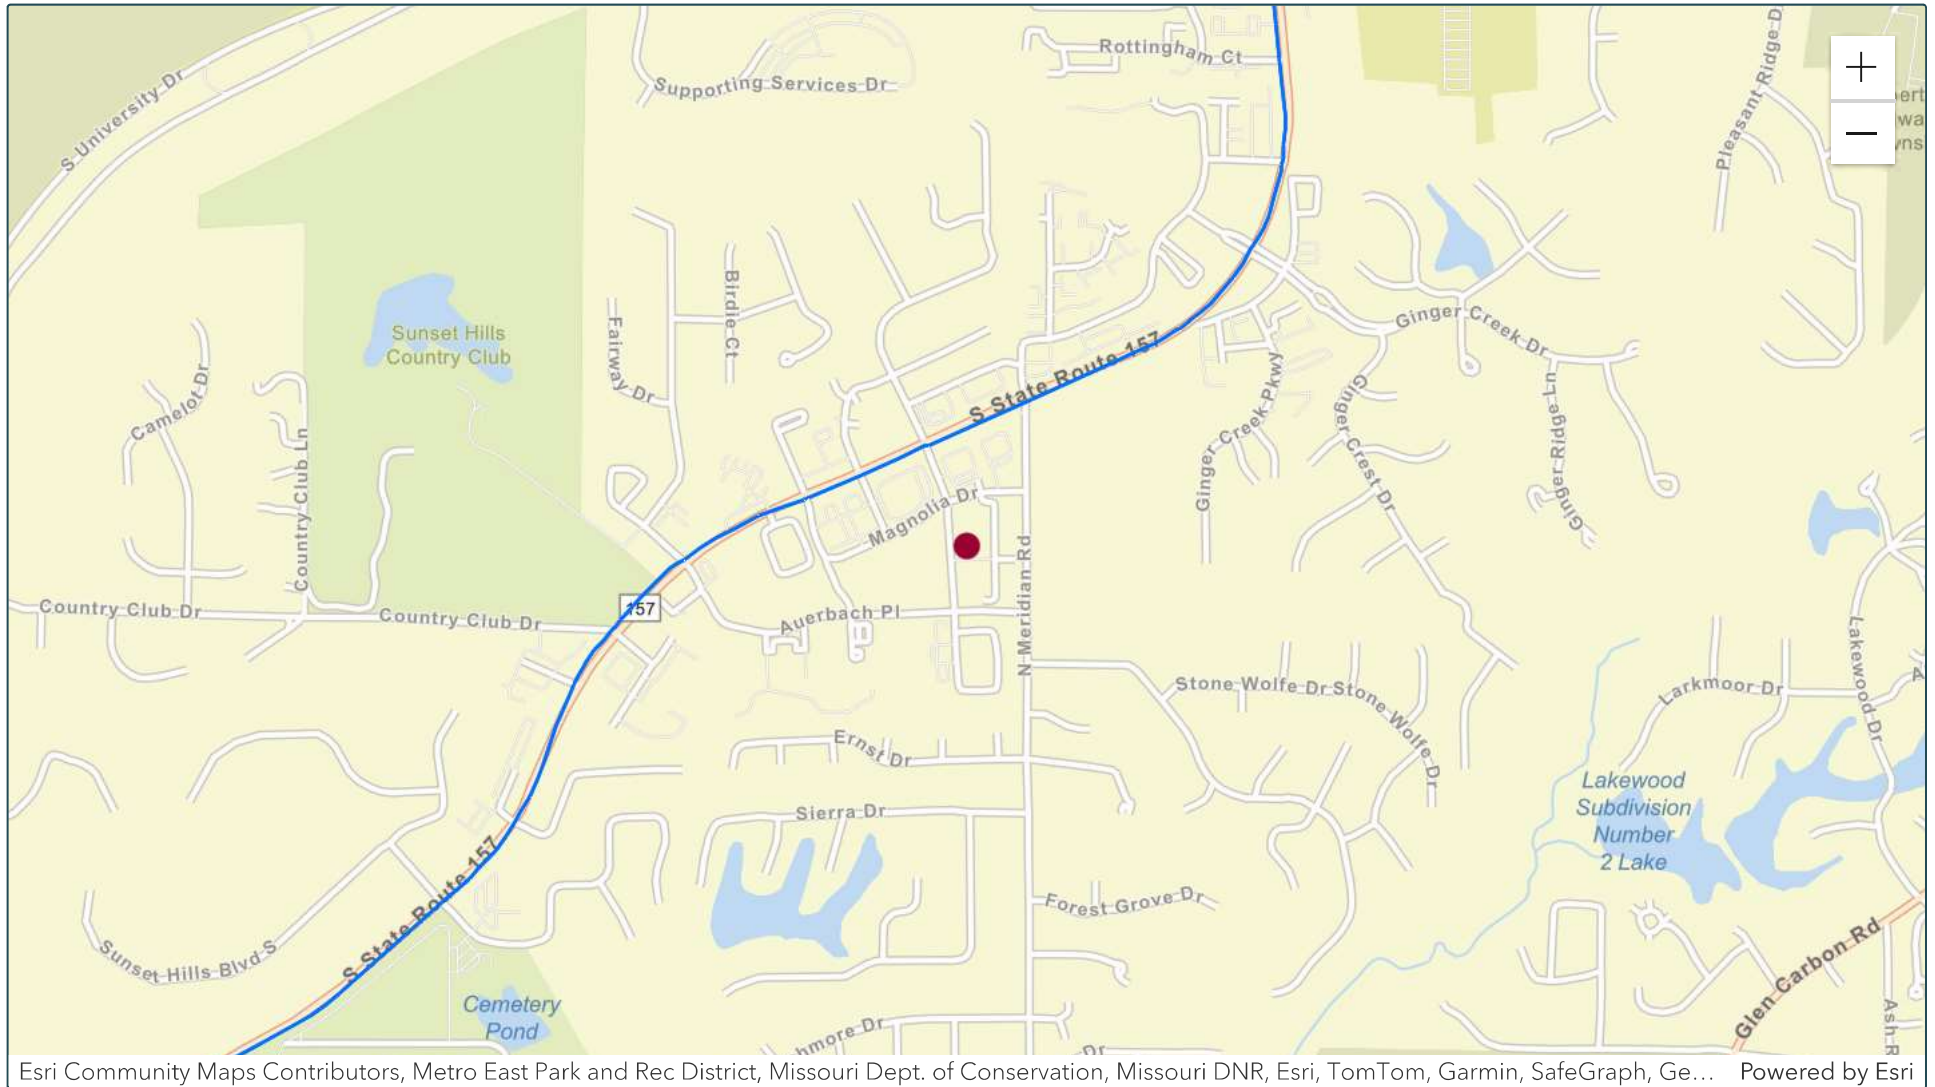 Rottingham Ct
Supporting Services Dr
S University Dr
Pleasant Ridge D
+
−
Birdie Ct
Fairway Dr
Sunset Hills
Country Club
Camelot Dr
Country Club Ln
S State Route 157
Ginger Creek Dr
Ginger Creek Pkwy
Ginger Crest Dr
Ginger Ridge Ln
Ginger
Magnolia Dr
N Meridian Rd
157
Country Club Dr
Country Club Dr
Auerbach Pl
Stone Wolfe Dr
Stone Wolfe Dr
Larkmoor Dr
Lakewood Dr
Ernst Dr
Sierra Dr
Lakewood
Subdivision
Number
2 Lake
Forest Grove Dr
S State Route 157
Sunset Hills Blvd S
Cemetery
Pond
hmore Dr
Dr
Glen Carbon Rd
Ash R
Esri Community Maps Contributors, Metro East Park and Rec District, Missouri Dept. of Conservation, Missouri DNR, Esri, TomTom, Garmin, SafeGraph, Ge...
Powered by Esri